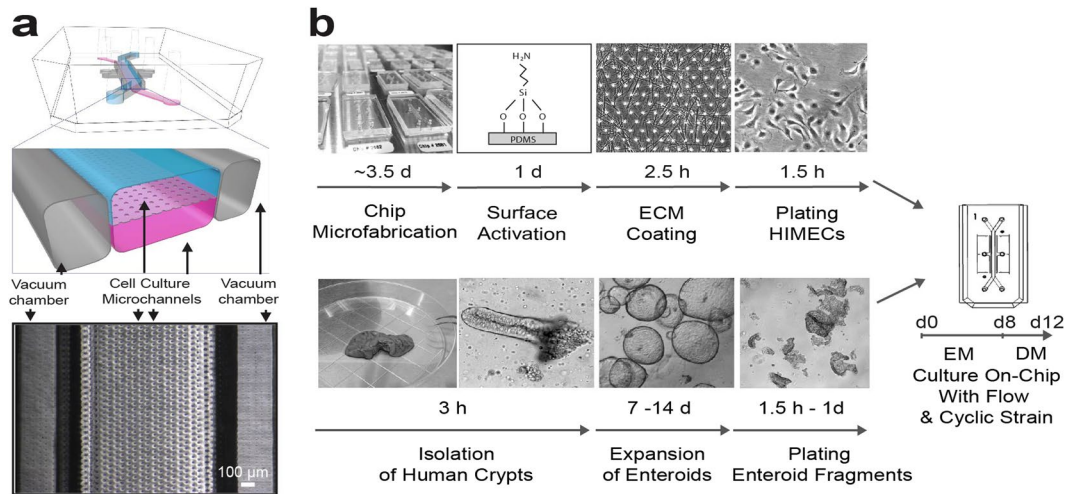 a
Vacuum
chamber
Cell Culture
Microchannels
Vacuum
chamber
100 µm
b
H₂N
Si
O
O
O
PDMS
~3.5 d
1 d
2.5 h
1.5 h
Chip
Microfabrication
Surface
Activation
ECM
Coating
Plating
HIMECs
3 h
7 -14 d
1.5 h - 1d
Isolation
of Human Crypts
Expansion
of Enteroids
Plating
Enteroid Fragments
1
d0
d8
d12
EM
DM
Culture On-Chip
With Flow
& Cyclic Strain